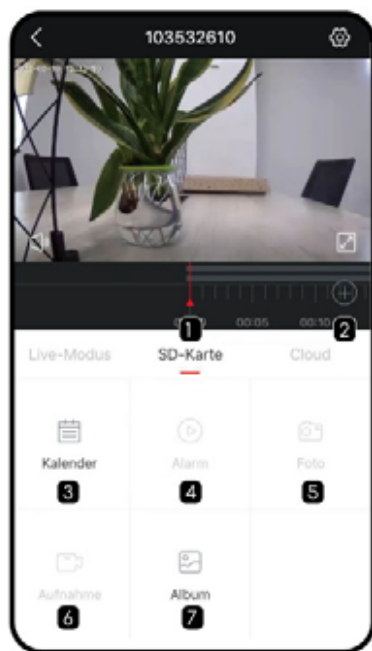 103532610
00:05 00:10
1 2
Live-Modus SD-Karte Cloud
Kalender Alarm Foto
3 4 5
Aufnahme Album
6 7